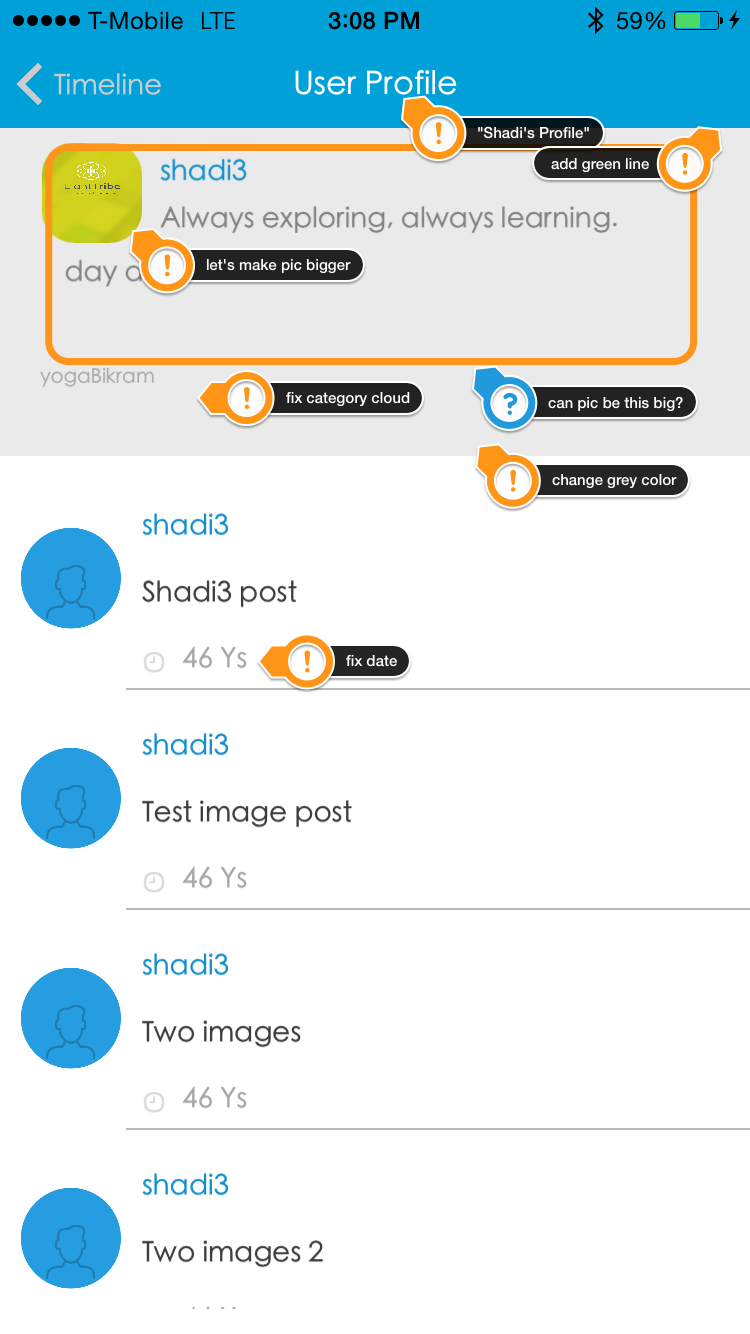 T-Mobile LTE 3:08 PM 59%
Timeline User Profile
"Shadi's Profile"
add green line
shadi3
Always exploring, always learning.
let's make pic bigger
day a
yogaBikram
fix category cloud
can pic be this big?
change grey color
shadi3
Shadi3 post
46 Ys
fix date
shadi3
Test image post
46 Ys
shadi3
Two images
46 Ys
shadi3
Two images 2